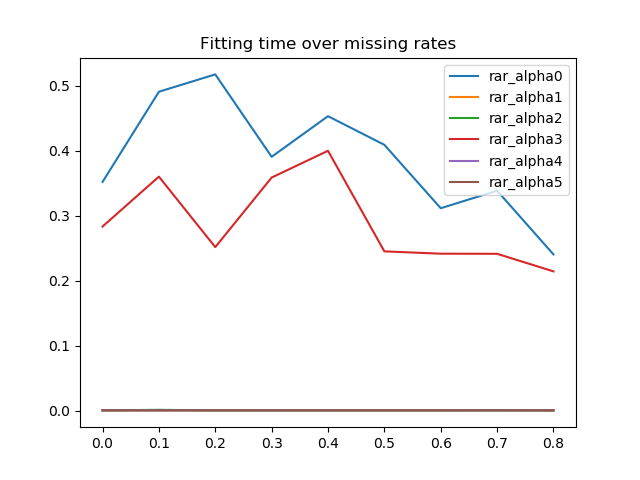 Fitting time over missing rates
rar_alpha0
rar_alpha1
rar_alpha2
rar_alpha3
rar_alpha4
rar_alpha5
0.5
0.4
0.3
0.2
0.1
0.0
0.0 0.1 0.2 0.3 0.4 0.5 0.6 0.7 0.8